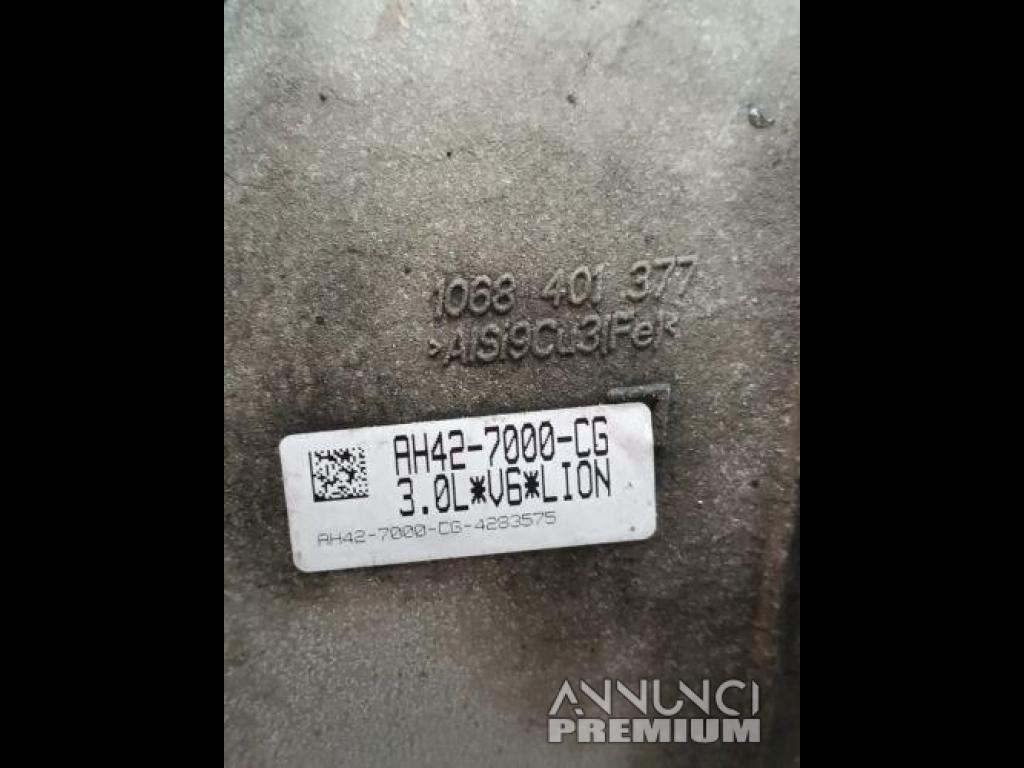 1068 401 377
>AlSi9Cu3(Fe)<
AH42-7000-CG
3.0L*V6*LION
AH42-7000-CG-4283575
ANNUNCI
PREMIUM